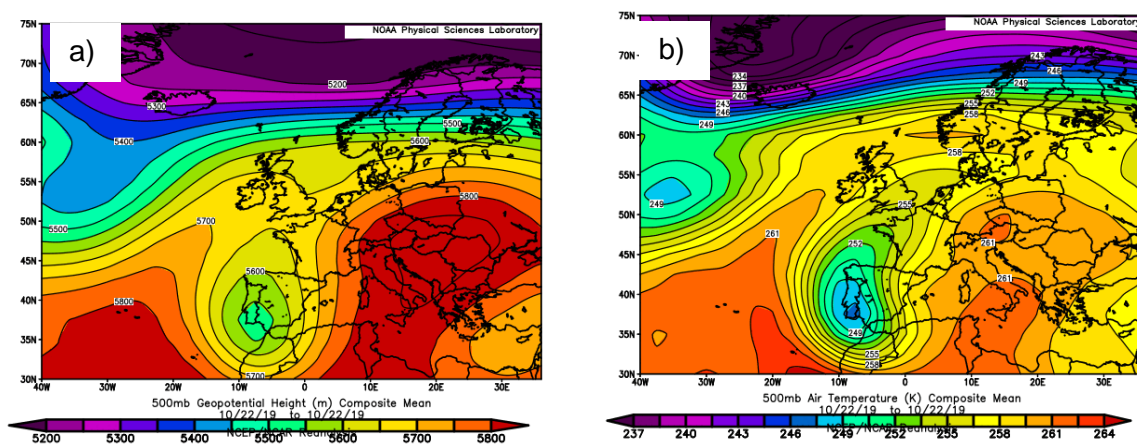 a)
NOAA Physical Sciences Laboratory
75N
70N
65N
60N
55N
50N
45N
40N
35N
30N
5200
5300
5400
5500
5600
5500
5700
5800
5600
5800
5700
40W 30W 20W 10W 0 10E 20E 30E
500mb Geopotential Height (m) Composite Mean
10/22/19 to 10/22/19
NCEP/NCAR Reanalysis
5200 5300 5400 5500 5600 5700 5800
b)
NOAA Physical Sciences Laboratory
75N
70N
65N
60N
55N
50N
45N
40N
35N
30N
243
246
249
252
255
258
234
237
240
243
246
249
258
249
255
261
252
261
261
249
255
258
40W 30W 20W 10W 0 10E 20E 30E
500mb Air Temperature (K) Composite Mean
10/22/19 to 10/22/19
237 240 243 246 249 252 255 258 261 264